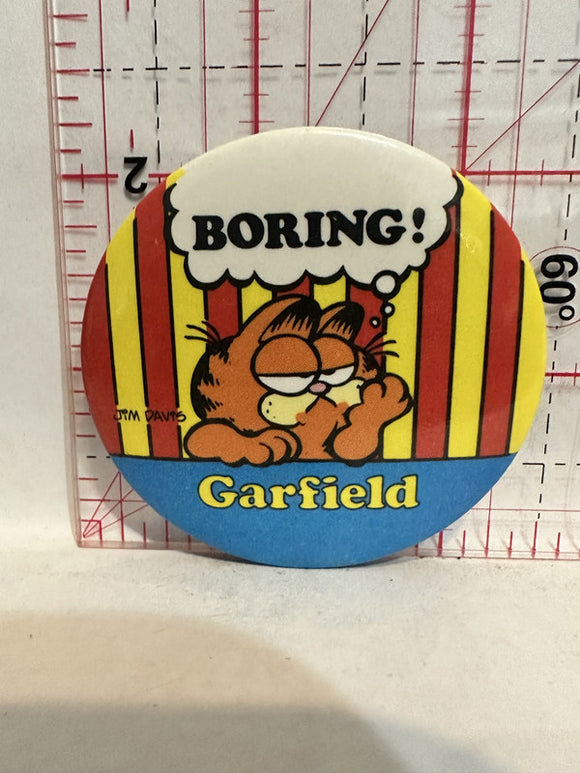 BORING!
JIM DAVIS
Garfield
2
60°